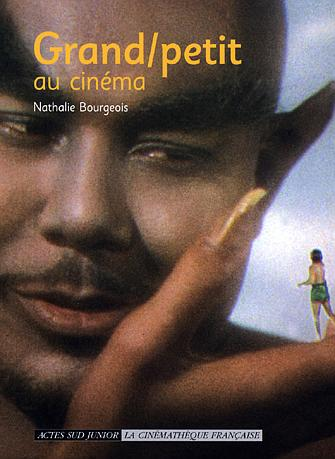 Grand/petit
au cinéma
Nathalie Bourgeois
ACTES SUD JUNIOR LA CINÉMATHÈQUE FRANÇAISE